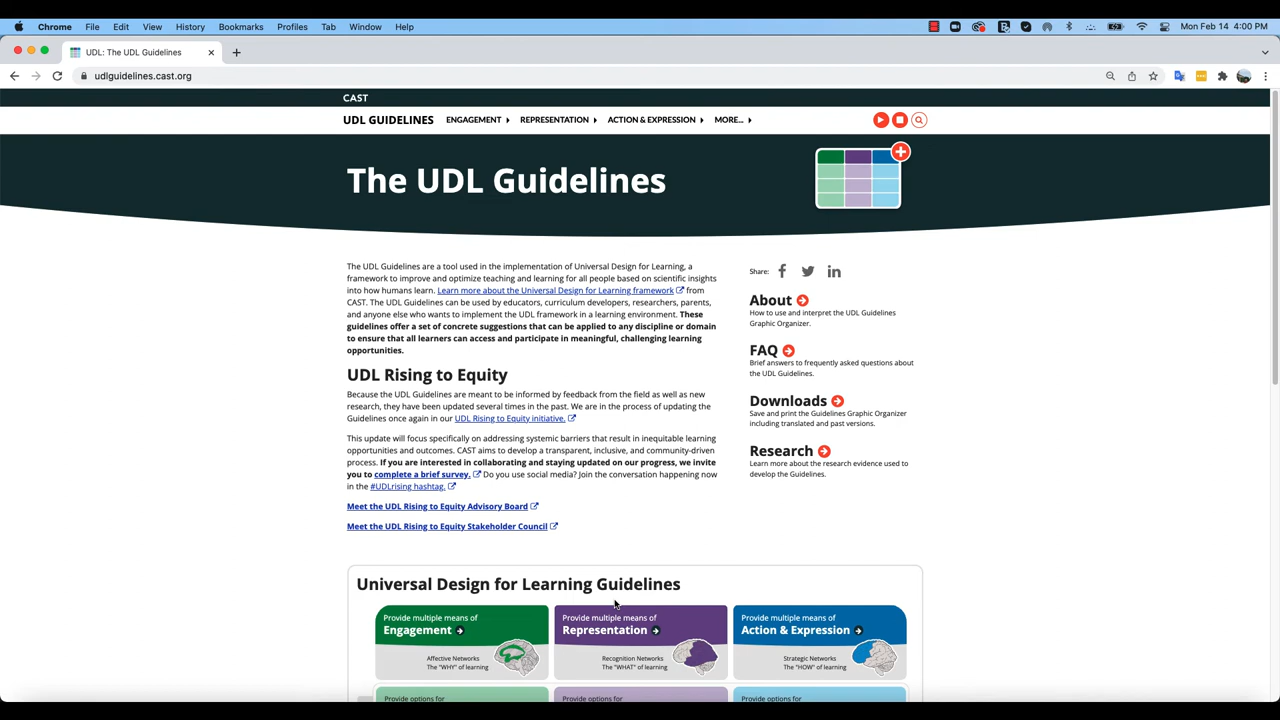 Chrome File Edit View History Bookmarks Profiles Tab Window Help Mon Feb 14 4:00 PM
UDL: The UDL Guidelines
udlguidelines.cast.org
CAST
UDL GUIDELINES ENGAGEMENT REPRESENTATION ACTION & EXPRESSION MORE...
The UDL Guidelines
The UDL Guidelines are a tool used in the implementation of Universal Design for Learning, a
framework to improve and optimize teaching and learning for all people based on scientific insights
into how humans learn. Learn more about the Universal Design for Learning framework from
CAST. The UDL Guidelines can be used by educators, curriculum developers, researchers, parents,
and anyone else who wants to implement the UDL framework in a learning environment. These
guidelines offer a set of concrete suggestions that can be applied to any discipline or domain
to ensure that all learners can access and participate in meaningful, challenging learning
opportunities.
UDL Rising to Equity
Because the UDL Guidelines are meant to be informed by feedback from the field as well as new
research, they have been updated several times in the past. We are in the process of updating the
Guidelines once again in our UDL Rising to Equity initiative.
This update will focus specifically on addressing systemic barriers that result in inequitable learning
opportunities and outcomes. CAST aims to develop a transparent, inclusive, and community-driven
process. If you are interested in collaborating and staying updated on our progress, we invite
you to complete a brief survey. Do you use social media? Join the conversation happening now
in the #UDLrising hashtag.
Meet the UDL Rising to Equity Advisory Board
Meet the UDL Rising to Equity Stakeholder Council
Share:
About
How to use and interpret the UDL Guidelines
Graphic Organizer.
FAQ
Brief answers to frequently asked questions about
the UDL Guidelines.
Downloads
Save and print the Guidelines Graphic Organizer
including translated and past versions.
Research
Learn more about the research evidence used to
develop the Guidelines.
Universal Design for Learning Guidelines
Provide multiple means of
Engagement
Affective Networks
The "WHY" of learning
Provide multiple means of
Representation
Recognition Networks
The "WHAT" of learning
Provide multiple means of
Action & Expression
Strategic Networks
The "HOW" of learning
Provide options for
Provide options for
Provide options for